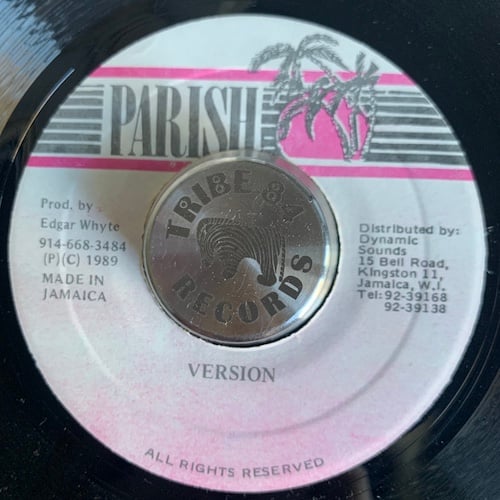 PARISH
Prod. by
Edgar Whyte
914-668-3484
(P)(C) 1989
MADE IN
JAMAICA
TRIBE 84
RECORDS
Distributed by:
Dynamic
Sounds
15 Bell Road,
Kingston 11,
Jamaica, W.I.
Tel: 92-39168
92-39138
VERSION
ALL RIGHTS RESERVED